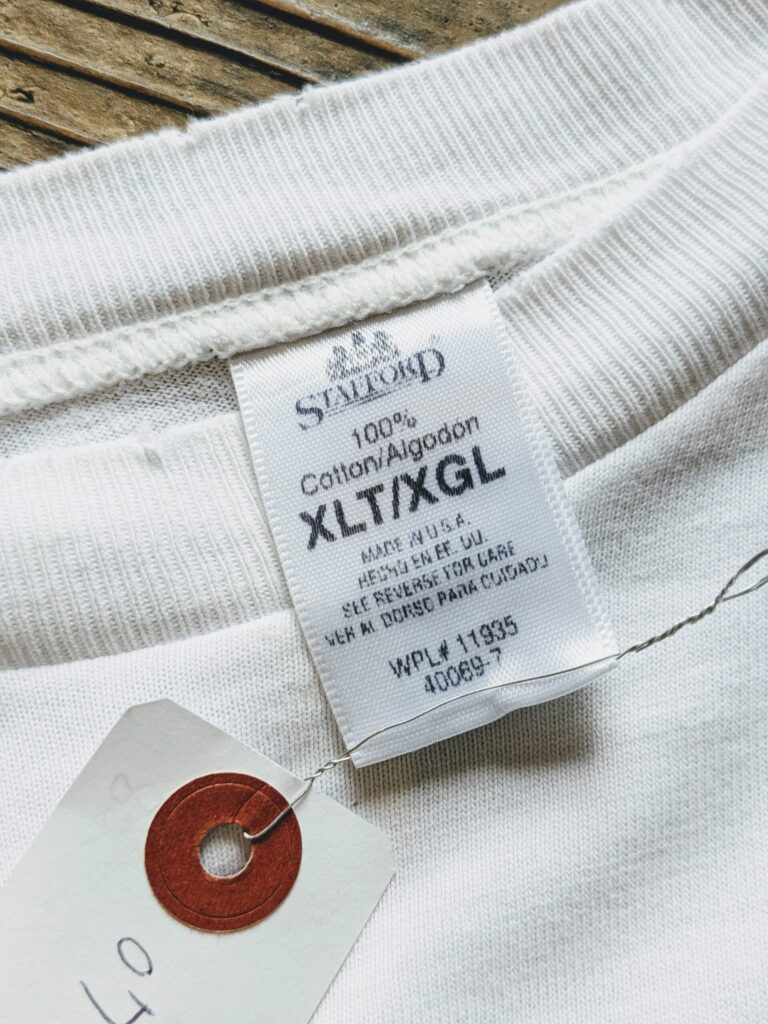 STAFFORD
100%
Cotton/Algodon
XLT/XGL
MADE IN U.S.A.
HECHO EN EE. UU.
SEE REVERSE FOR CARE
VER AL DORSO PARA CUIDADO
WPL# 11935
40069-7
40